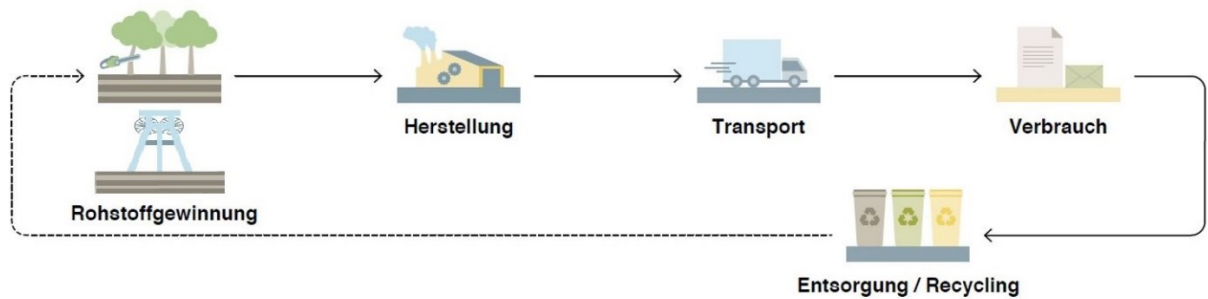 Rohstoffgewinnung
Herstellung
Transport
Verbrauch
Entsorgung / Recycling